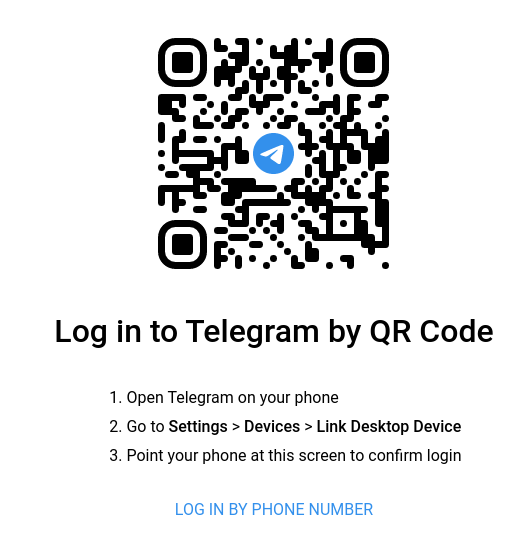 Log in to Telegram by QR Code
1. Open Telegram on your phone
2. Go to Settings > Devices > Link Desktop Device
3. Point your phone at this screen to confirm login
LOG IN BY PHONE NUMBER